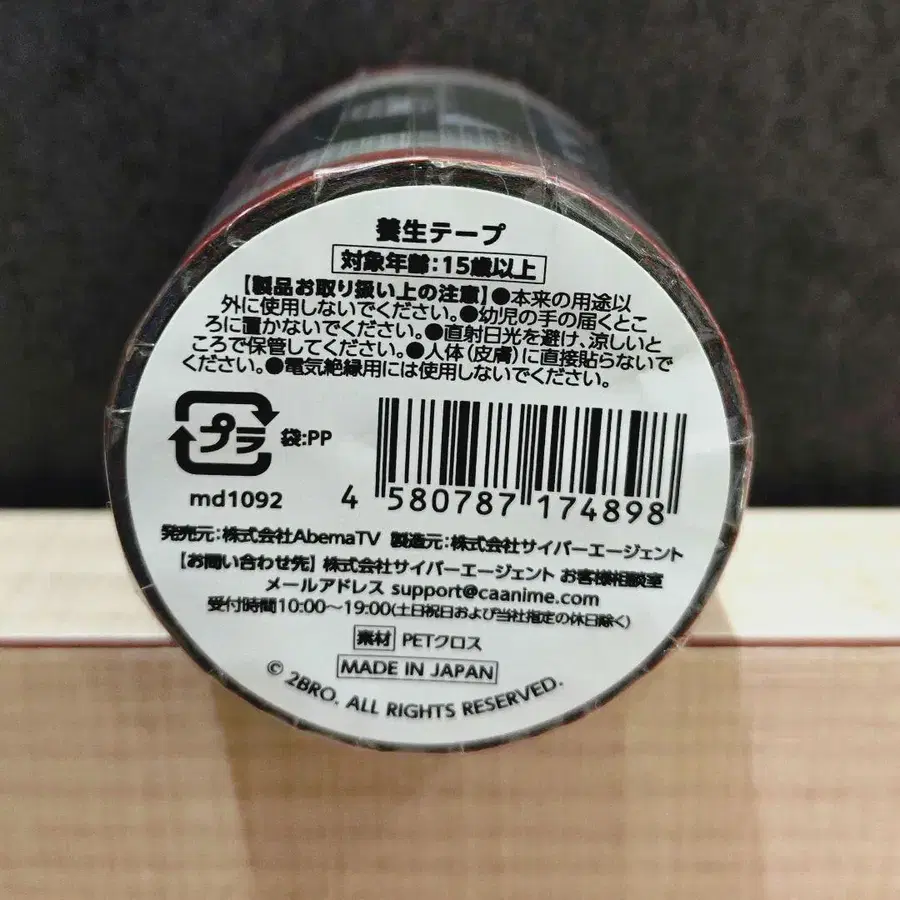 養生テープ
対象年齢:15歳以上
【製品お取り扱い上の注意】●本来の用途以
外に使用しないでください。●幼児の手の届くとこ
ろに置かないでください。●直射日光を避け、涼しいと
ころで保管してください。●人体(皮膚)に直接貼らないで
ください。●電気絶縁用には使用しないでください。
プラ 袋:PP
md1092
4 580787 174898
発売元:株式会社AbemaTV 製造元:株式会社サイバーエージェント
【お問い合わせ先】 株式会社サイバーエージェント お客様相談室
メールアドレス support@caanime.com
受付時間10:00～19:00(土日祝日および当社指定の休日除く)
素材 PETクロス
MADE IN JAPAN
© 2BRO. ALL RIGHTS RESERVED.